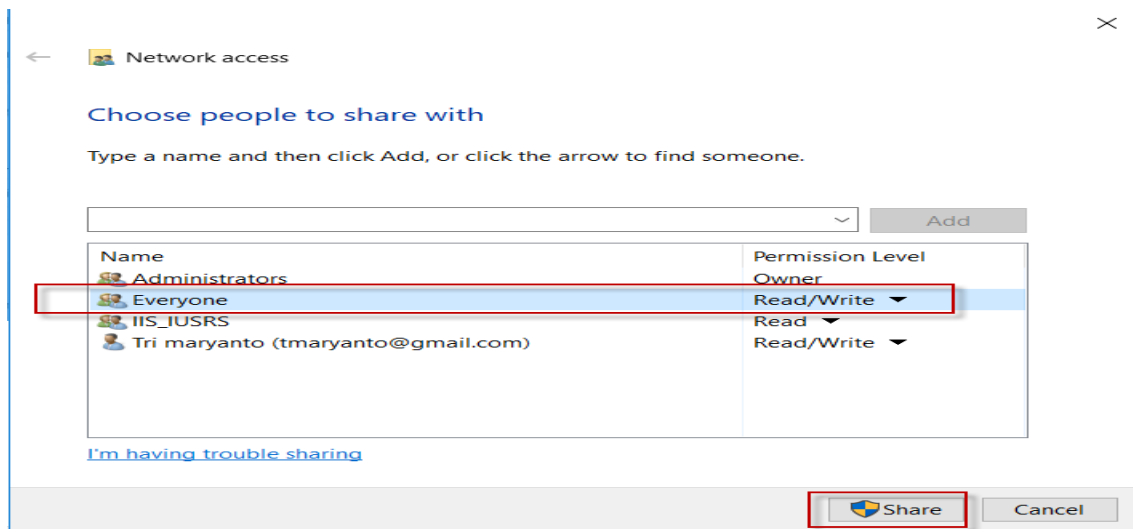 Network access
Choose people to share with
Type a name and then click Add, or click the arrow to find someone.
Add
Name Permission Level
Administrators Owner
Everyone Read/Write
IIS_IUSRS Read
Tri maryanto (tmaryanto@gmail.com) Read/Write
I'm having trouble sharing
Share Cancel